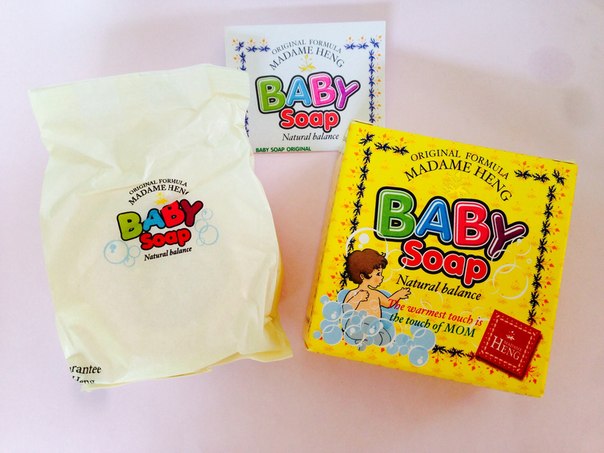 ORIGINAL FORMULA
MADAME HENG
BABY
Soap
Natural balance
BABY SOAP ORIGINAL
ORIGINAL FORMULA
MADAME HENG
BABY
Soap
Natural balance
ORIGINAL FORMULA
MADAME HENG
BABY
Soap
Natural balance
The warmest touch is
the touch of MOM
HENG